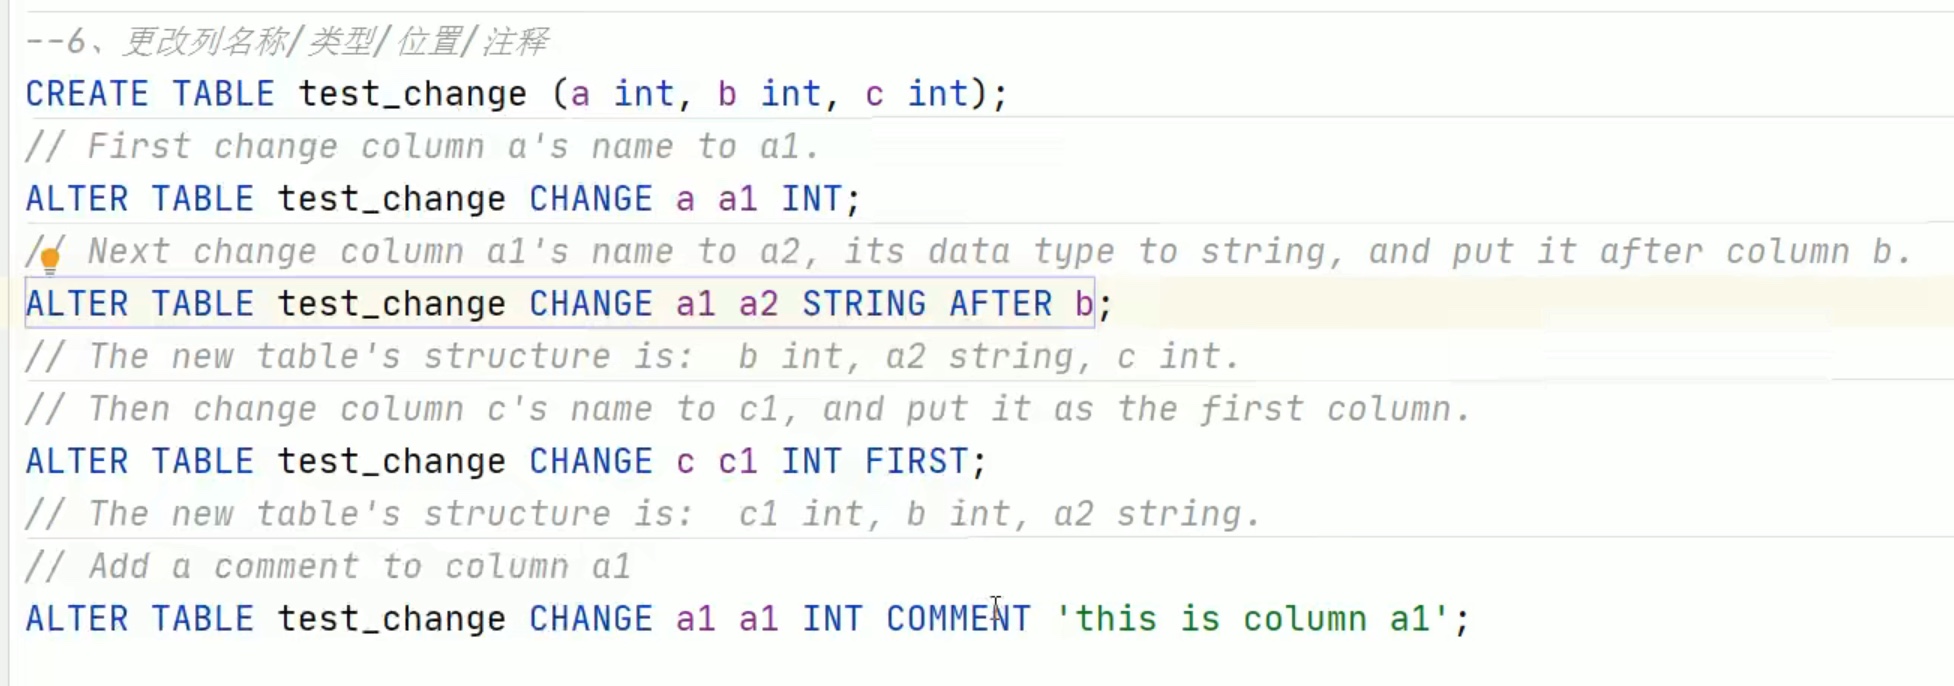 --6、更改列名称/类型/位置/注释
CREATE TABLE test_change (a int, b int, c int);
// First change column a's name to a1.
ALTER TABLE test_change CHANGE a a1 INT;
// Next change column a1's name to a2, its data type to string, and put it after column b.
ALTER TABLE test_change CHANGE a1 a2 STRING AFTER b;
// The new table's structure is:  b int, a2 string, c int.
// Then change column c's name to c1, and put it as the first column.
ALTER TABLE test_change CHANGE c c1 INT FIRST;
// The new table's structure is:  c1 int, b int, a2 string.
// Add a comment to column a1
ALTER TABLE test_change CHANGE a1 a1 INT COMMENT 'this is column a1';